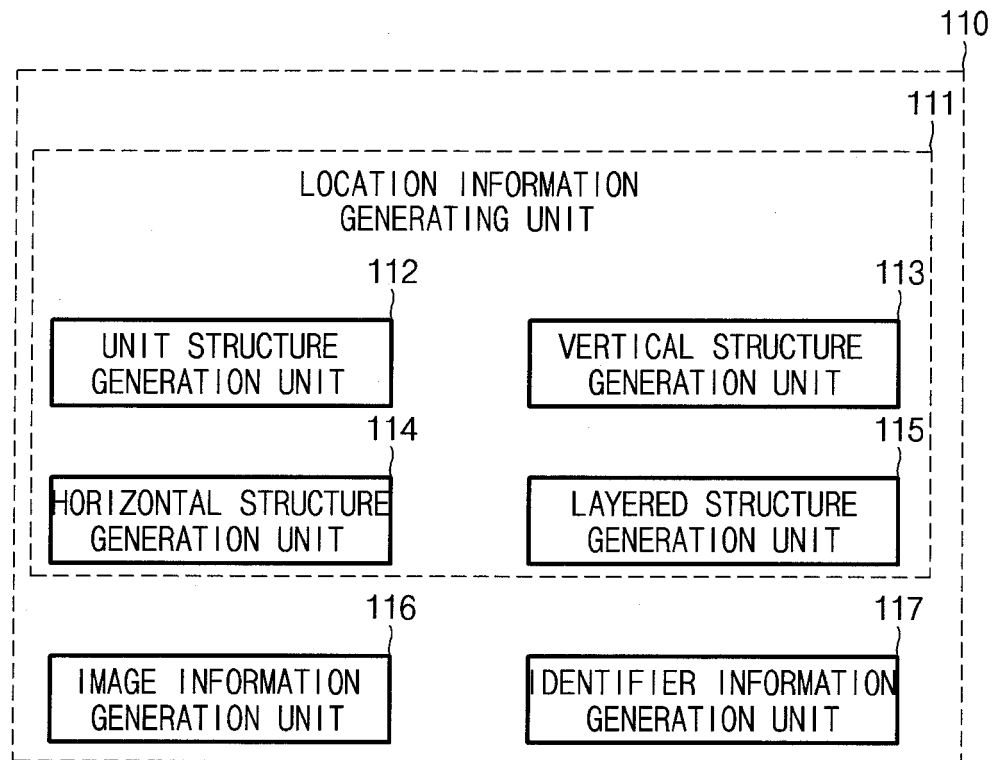 110
111
LOCATION INFORMATION
GENERATING UNIT
112
113
UNIT STRUCTURE
GENERATION UNIT
VERTICAL STRUCTURE
GENERATION UNIT
114
115
HORIZONTAL STRUCTURE
GENERATION UNIT
LAYERED STRUCTURE
GENERATION UNIT
116
117
IMAGE INFORMATION
GENERATION UNIT
IDENTIFIER INFORMATION
GENERATION UNIT